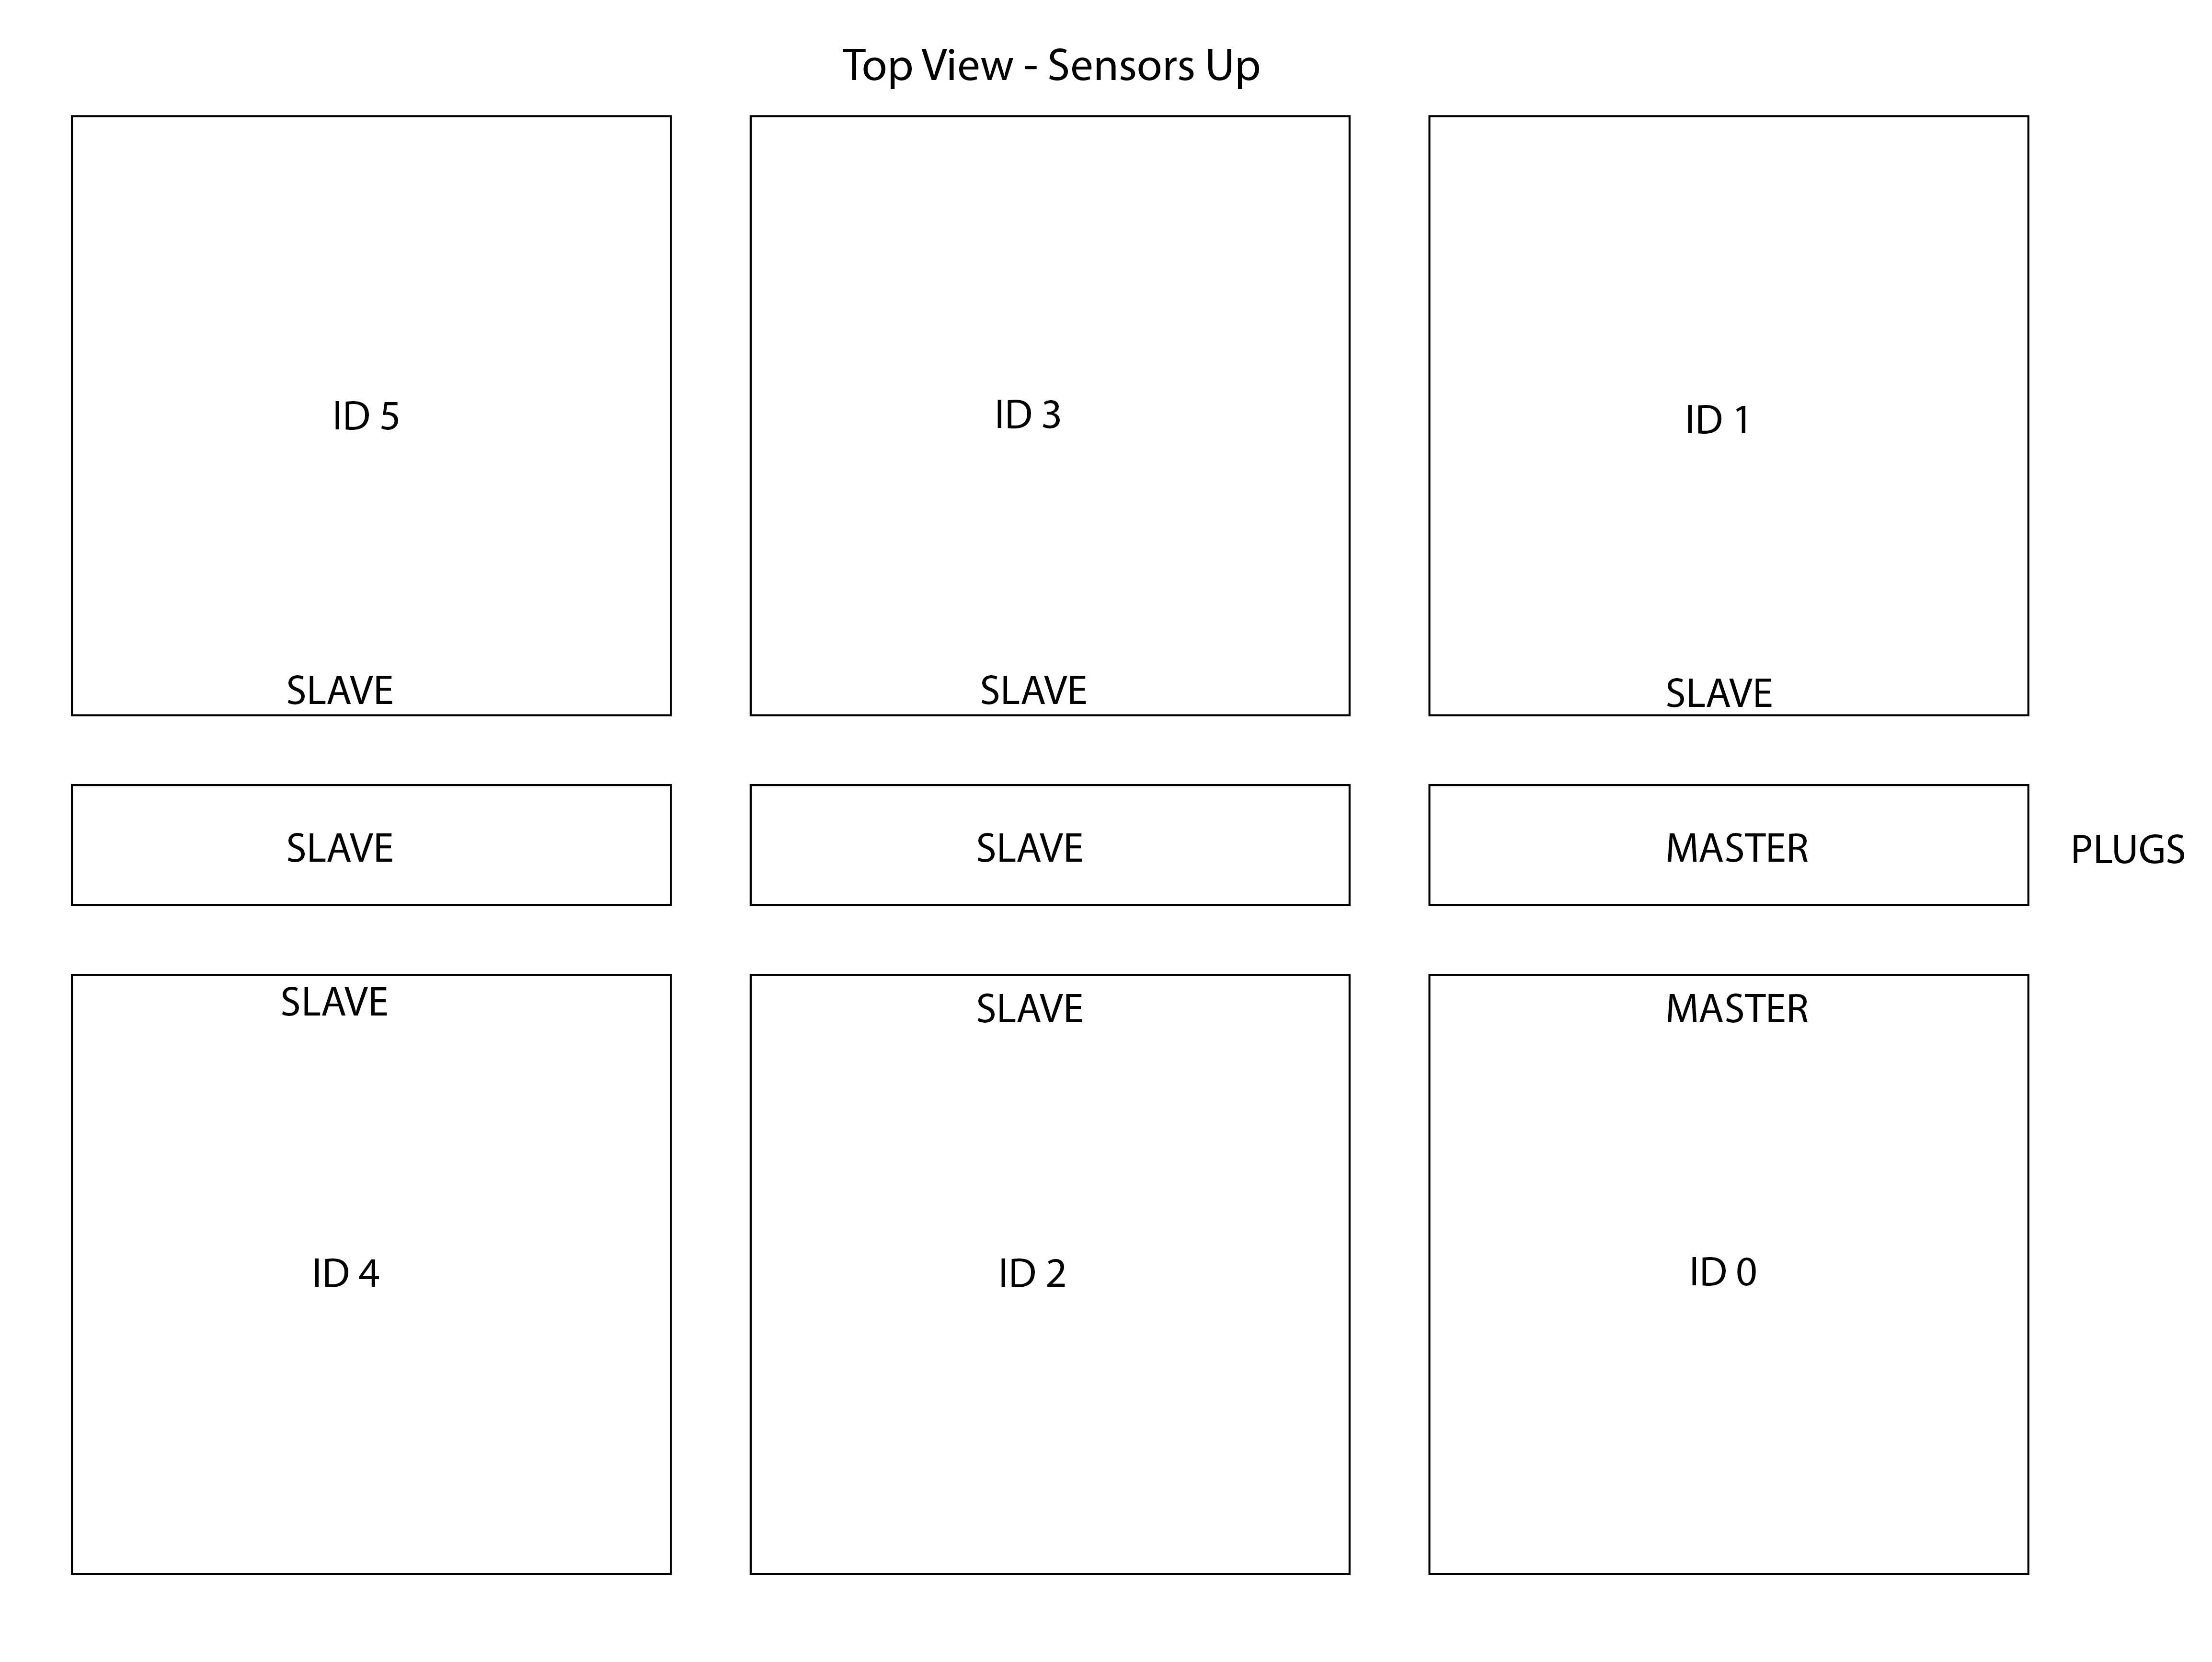 Top View - Sensors Up
ID 5
ID 3
ID 1
SLAVE
SLAVE
SLAVE
SLAVE
SLAVE
MASTER
PLUGS
SLAVE
SLAVE
MASTER
ID 4
ID 2
ID 0